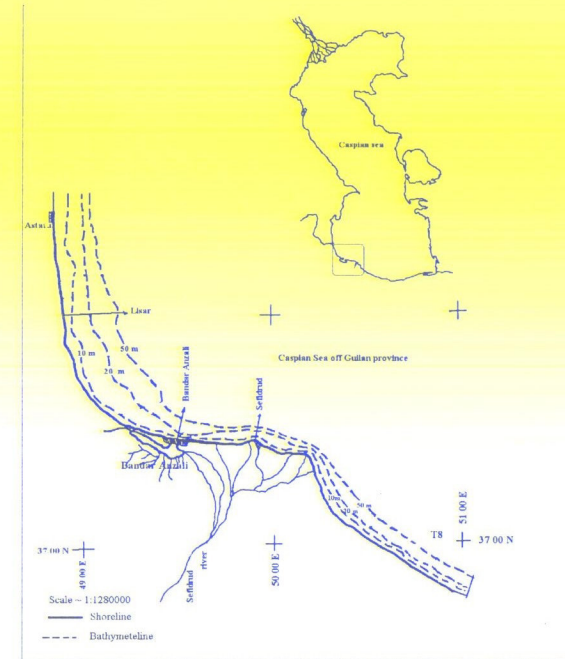 Caspian sea
Astara
Lisar
10 m
50 m
20 m
Caspian Sea off Guilan province
Bandar Anzali
Sefidrud
Bandar Anzali
10m
50 m
51 00 E
T8
37 00 N
37 00 N
49 00 E
50 00 E
Sefidrud
river
Scale ~ 1:1280000
Shoreline
Bathymeteline